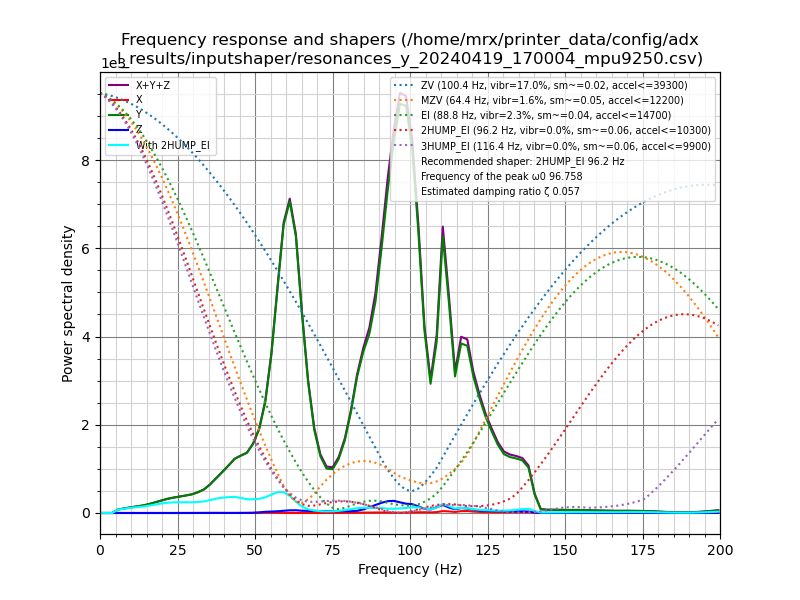 Frequency response and shapers (/home/mrx/printer_data/config/adx
l_results/inputshaper/resonances_y_20240419_170004_mpu9250.csv)
1e3
X+Y+Z
X
Y
Z
With 2HUMP_EI
ZV (100.4 Hz, vibr=17.0%, sm~=0.02, accel<=39300)
MZV (64.4 Hz, vibr=1.6%, sm~=0.05, accel<=12200)
EI (88.8 Hz, vibr=2.3%, sm~=0.04, accel<=14700)
2HUMP_EI (96.2 Hz, vibr=0.0%, sm~=0.06, accel<=10300)
3HUMP_EI (116.4 Hz, vibr=0.0%, sm~=0.06, accel<=9900)
Recommended shaper: 2HUMP_EI 96.2 Hz
Frequency of the peak ω0 96.758
Estimated damping ratio ζ 0.057
8
6
4
2
0
Power spectral density
0 25 50 75 100 125 150 175 200
Frequency (Hz)